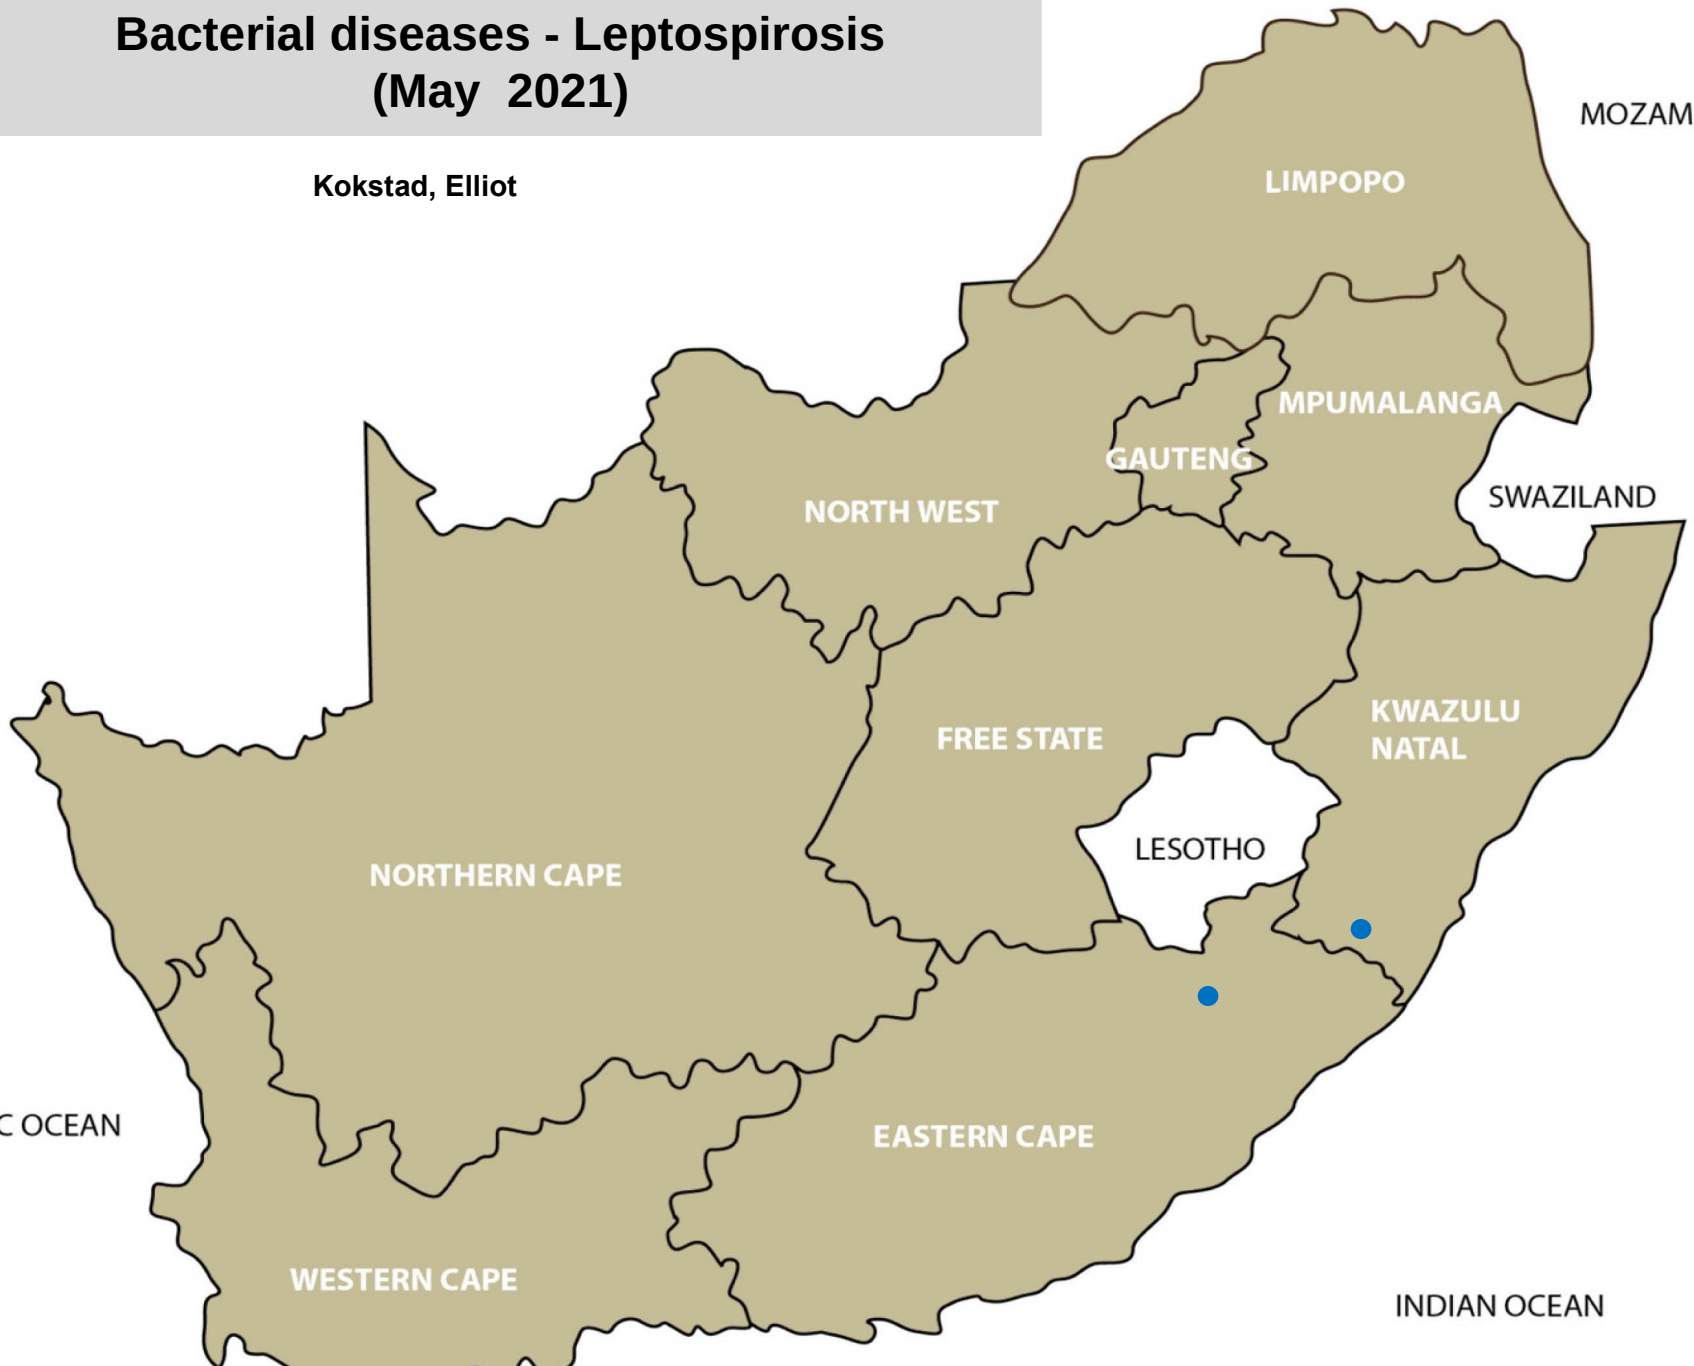 Bacterial diseases - Leptospirosis
(May  2021)
Kokstad, Elliot
MOZAM
LIMPOPO
MPUMALANGA
GAUTENG
SWAZILAND
NORTH WEST
KWAZULU
NATAL
FREE STATE
LESOTHO
NORTHERN CAPE
C OCEAN
EASTERN CAPE
WESTERN CAPE
INDIAN OCEAN